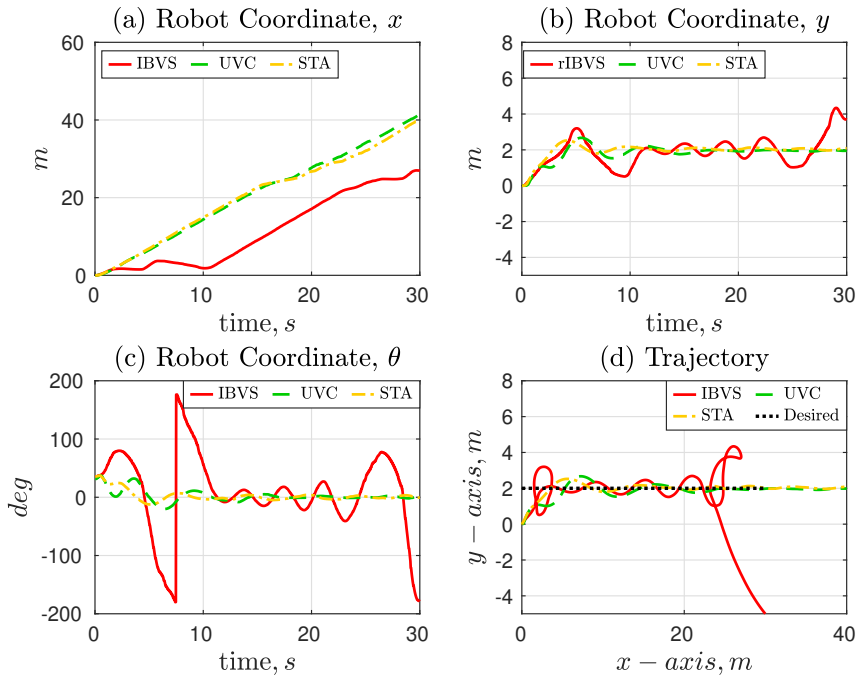 (a) Robot Coordinate, x
60
40
20
0
m
IBVS UVC STA
0 10 20 30
time, s
(b) Robot Coordinate, y
8
6
4
2
0
-2
-4
m
rIBVS UVC STA
0 10 20 30
time, s
(c) Robot Coordinate, θ
200
100
0
-100
-200
deg
IBVS UVC STA
0 5 10 15 20 25 30
time, s
(d) Trajectory
8
6
4
2
0
-2
-4
y − axis, m
IBVS UVC
STA Desired
0 20 40
x − axis, m